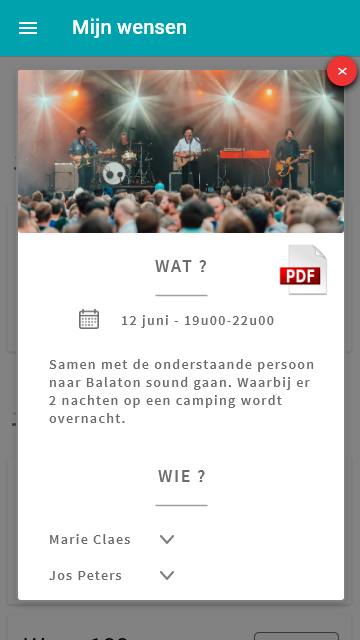 Mijn wensen
WAT ?
PDF
12 juni - 19u00-22u00
Samen met de onderstaande persoon
naar Balaton sound gaan. Waarbij er
2 nachten op een camping wordt
overnacht.
WIE ?
Marie Claes
Jos Peters